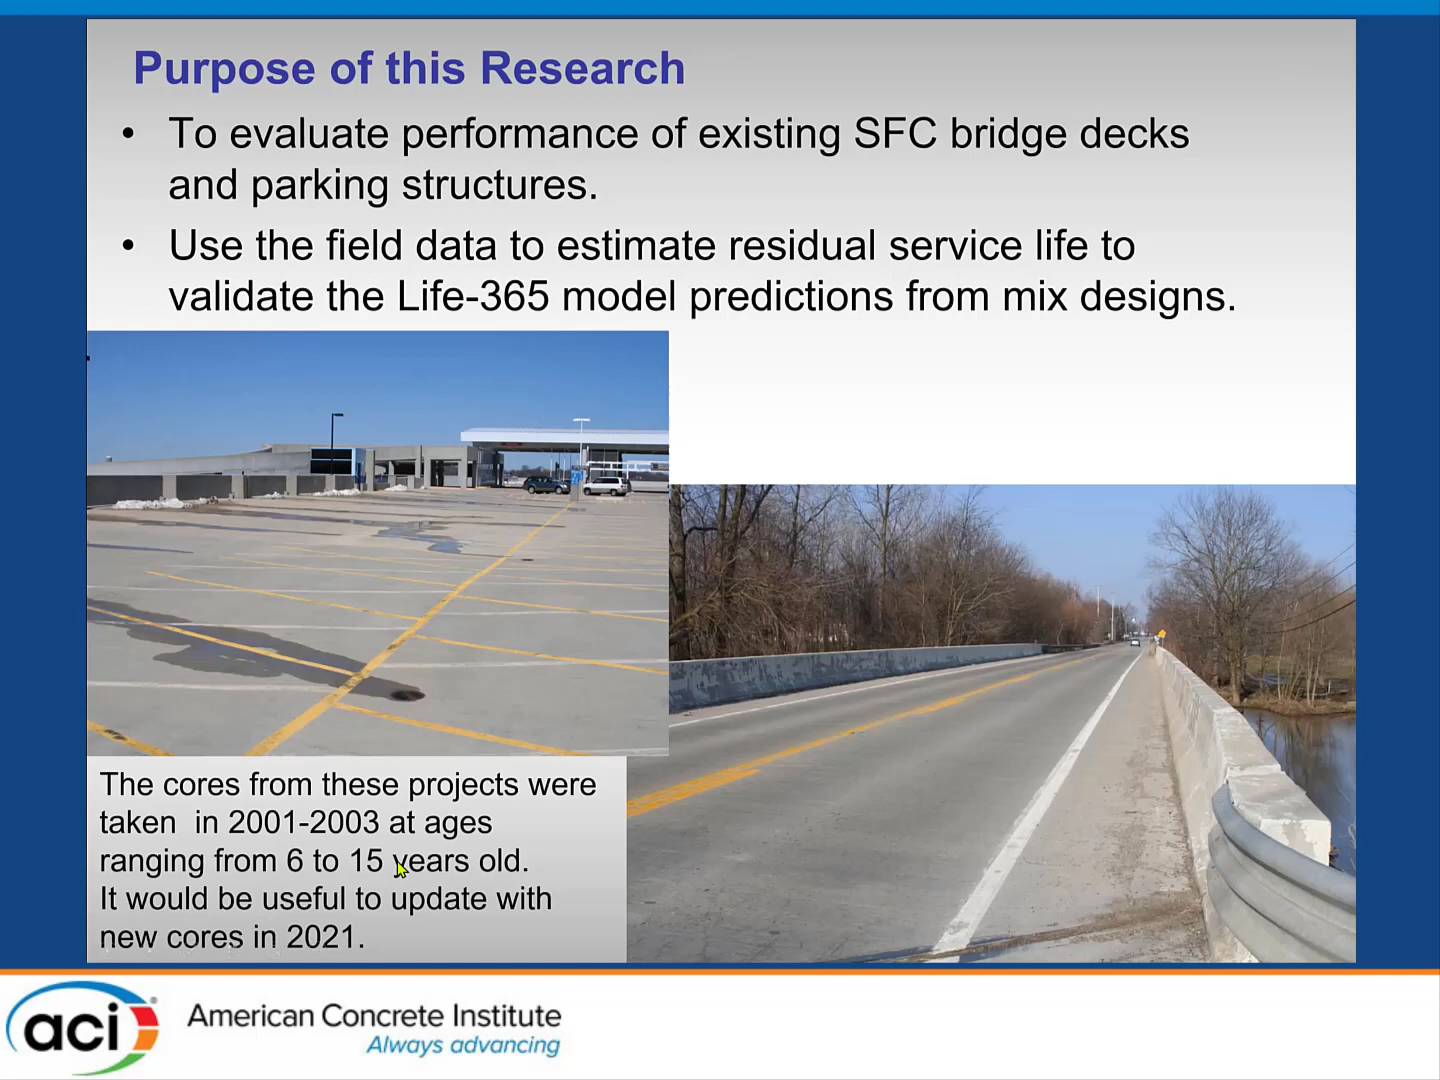 Purpose of this Research
• To evaluate performance of existing SFC bridge decks
and parking structures.
• Use the field data to estimate residual service life to
validate the Life-365 model predictions from mix designs.
The cores from these projects were
taken  in 2001-2003 at ages
ranging from 6 to 15 years old.
It would be useful to update with
new cores in 2021.
aci®
American Concrete Institute
Always advancing